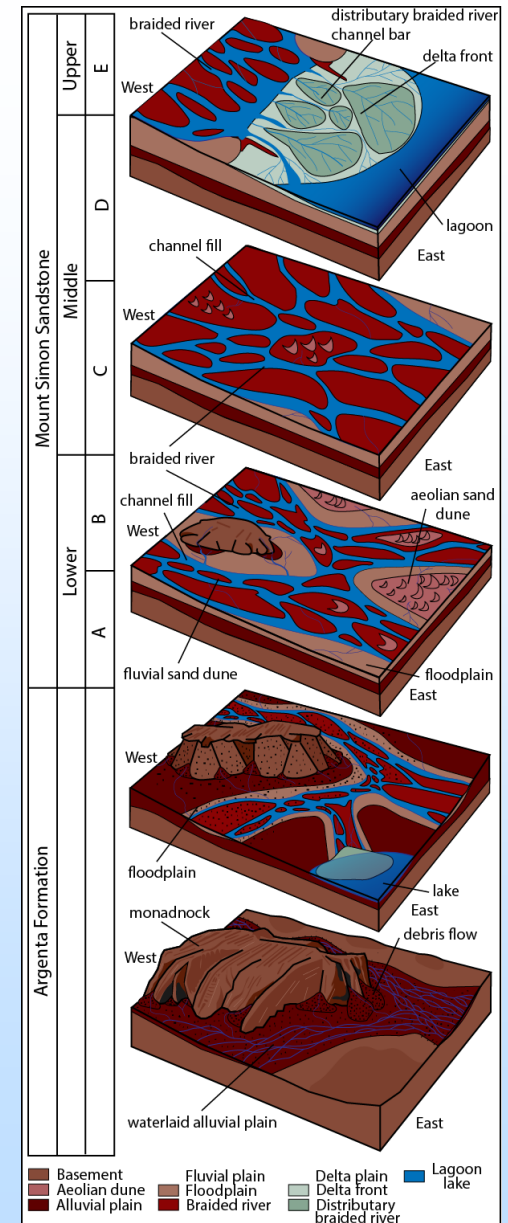 Mount Simon Sandstone
Upper
E
braided river
distributary braided river
channel bar
delta front
West
lagoon
East
Middle
D
C
channel fill
West
East
braided river
Lower
B
A
channel fill
West
aeolian sand
dune
fluvial sand dune
floodplain
East
Argenta Formation
West
floodplain
lake
East
monadnock
West
debris flow
waterlaid alluvial plain
East
Basement
Aeolian dune
Alluvial plain
Fluvial plain
Floodplain
Braided river
Delta plain
Delta front
Distributary
braided river
Lagoon
lake